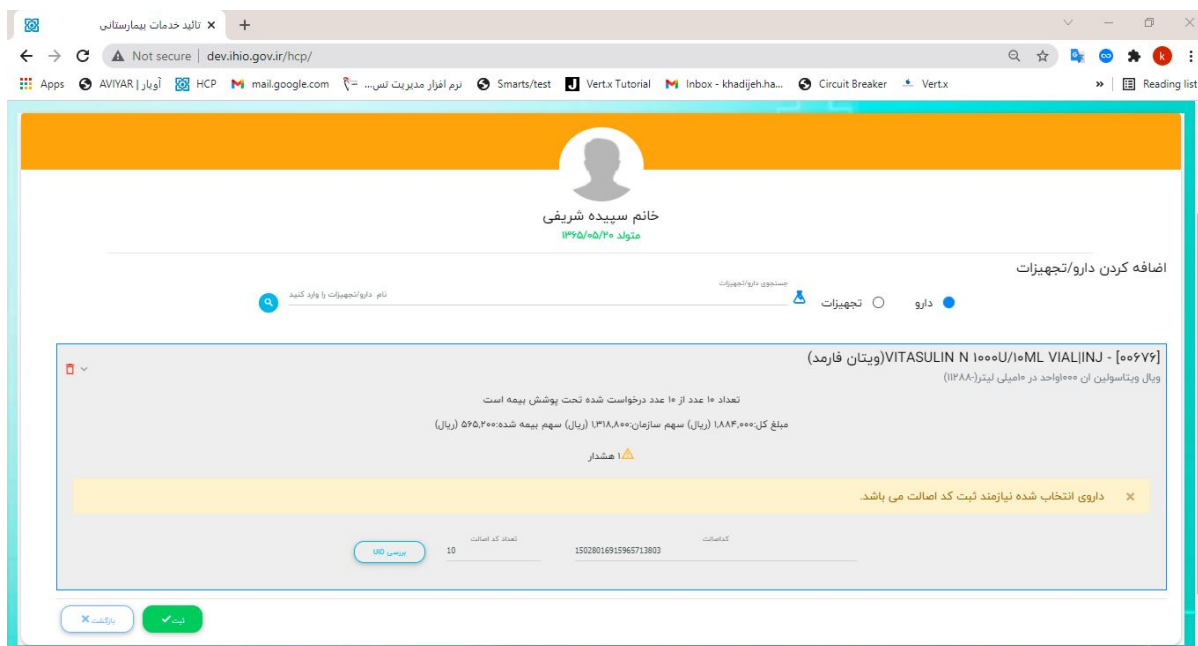 تائید خدمات بیمارستانی
Not secure | dev.ihio.gov.ir/hcp/
k
Apps AVIYAR | آویار HCP mail.google.com نرم افزار مدیریت تس... Smarts/test Vert.x Tutorial Inbox - khadijeh.ha... Circuit Breaker Vert.x » Reading list
خانم سپیده شریفی
متولد ۱۳۶۵/۰۵/۲۰
اضافه کردن دارو/تجهیزات
دارو تجهیزات
جستجوی دارو/تجهیزات
نام دارو/تجهیزات را وارد کنید
[۰۰۶۷۶] - VITASULIN N ۱۰۰۰U/۱۰ML VIAL|INJ(ویتان فارمد)
ویال ویتاسولین ان ۱۰۰۰واحد در ۱۰میلی لیتر(-۱۱۲۸۸)
تعداد ۱۰ عدد از ۱۰ عدد درخواست شده تحت پوشش بیمه است
مبلغ کل:۱,۸۸۴,۰۰۰ (ریال) سهم سازمان:۱,۳۱۸,۸۰۰ (ریال) سهم بیمه شده:۵۶۵,۲۰۰ (ریال)
۱ هشدار
داروی انتخاب شده نیازمند ثبت کد اصالت می باشد.
کداصالت
15028016915965713803
تعداد کد اصالت
10
بررسی UID
ثبت
بازگشت